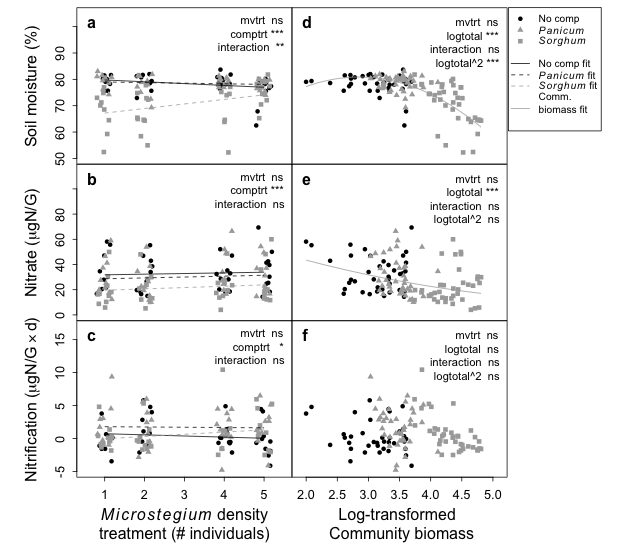 a
mvtrt ns
comptrt ***
interaction **
d
mvtrt ns
logtotal ***
interaction ns
logtotal^2 ***
No comp
Panicum
Sorghum
No comp fit
Panicum fit
Sorghum fit
Comm.
biomass fit
Soil moisture (%)
90
80
70
60
50
b
mvtrt ns
comptrt ***
interaction ns
e
mvtrt ns
logtotal ***
interaction ns
logtotal^2 ns
Nitrate (µgN/G)
80
60
40
20
0
c
mvtrt ns
comptrt *
interaction ns
f
mvtrt ns
logtotal ns
interaction ns
logtotal^2 ns
Nitrification (µgN/G × d)
15
10
5
0
-5
1 2 3 4 5
2.0 2.5 3.0 3.5 4.0 4.5 5.0
Microstegium density
treatment (# individuals)
Log-transformed
Community biomass